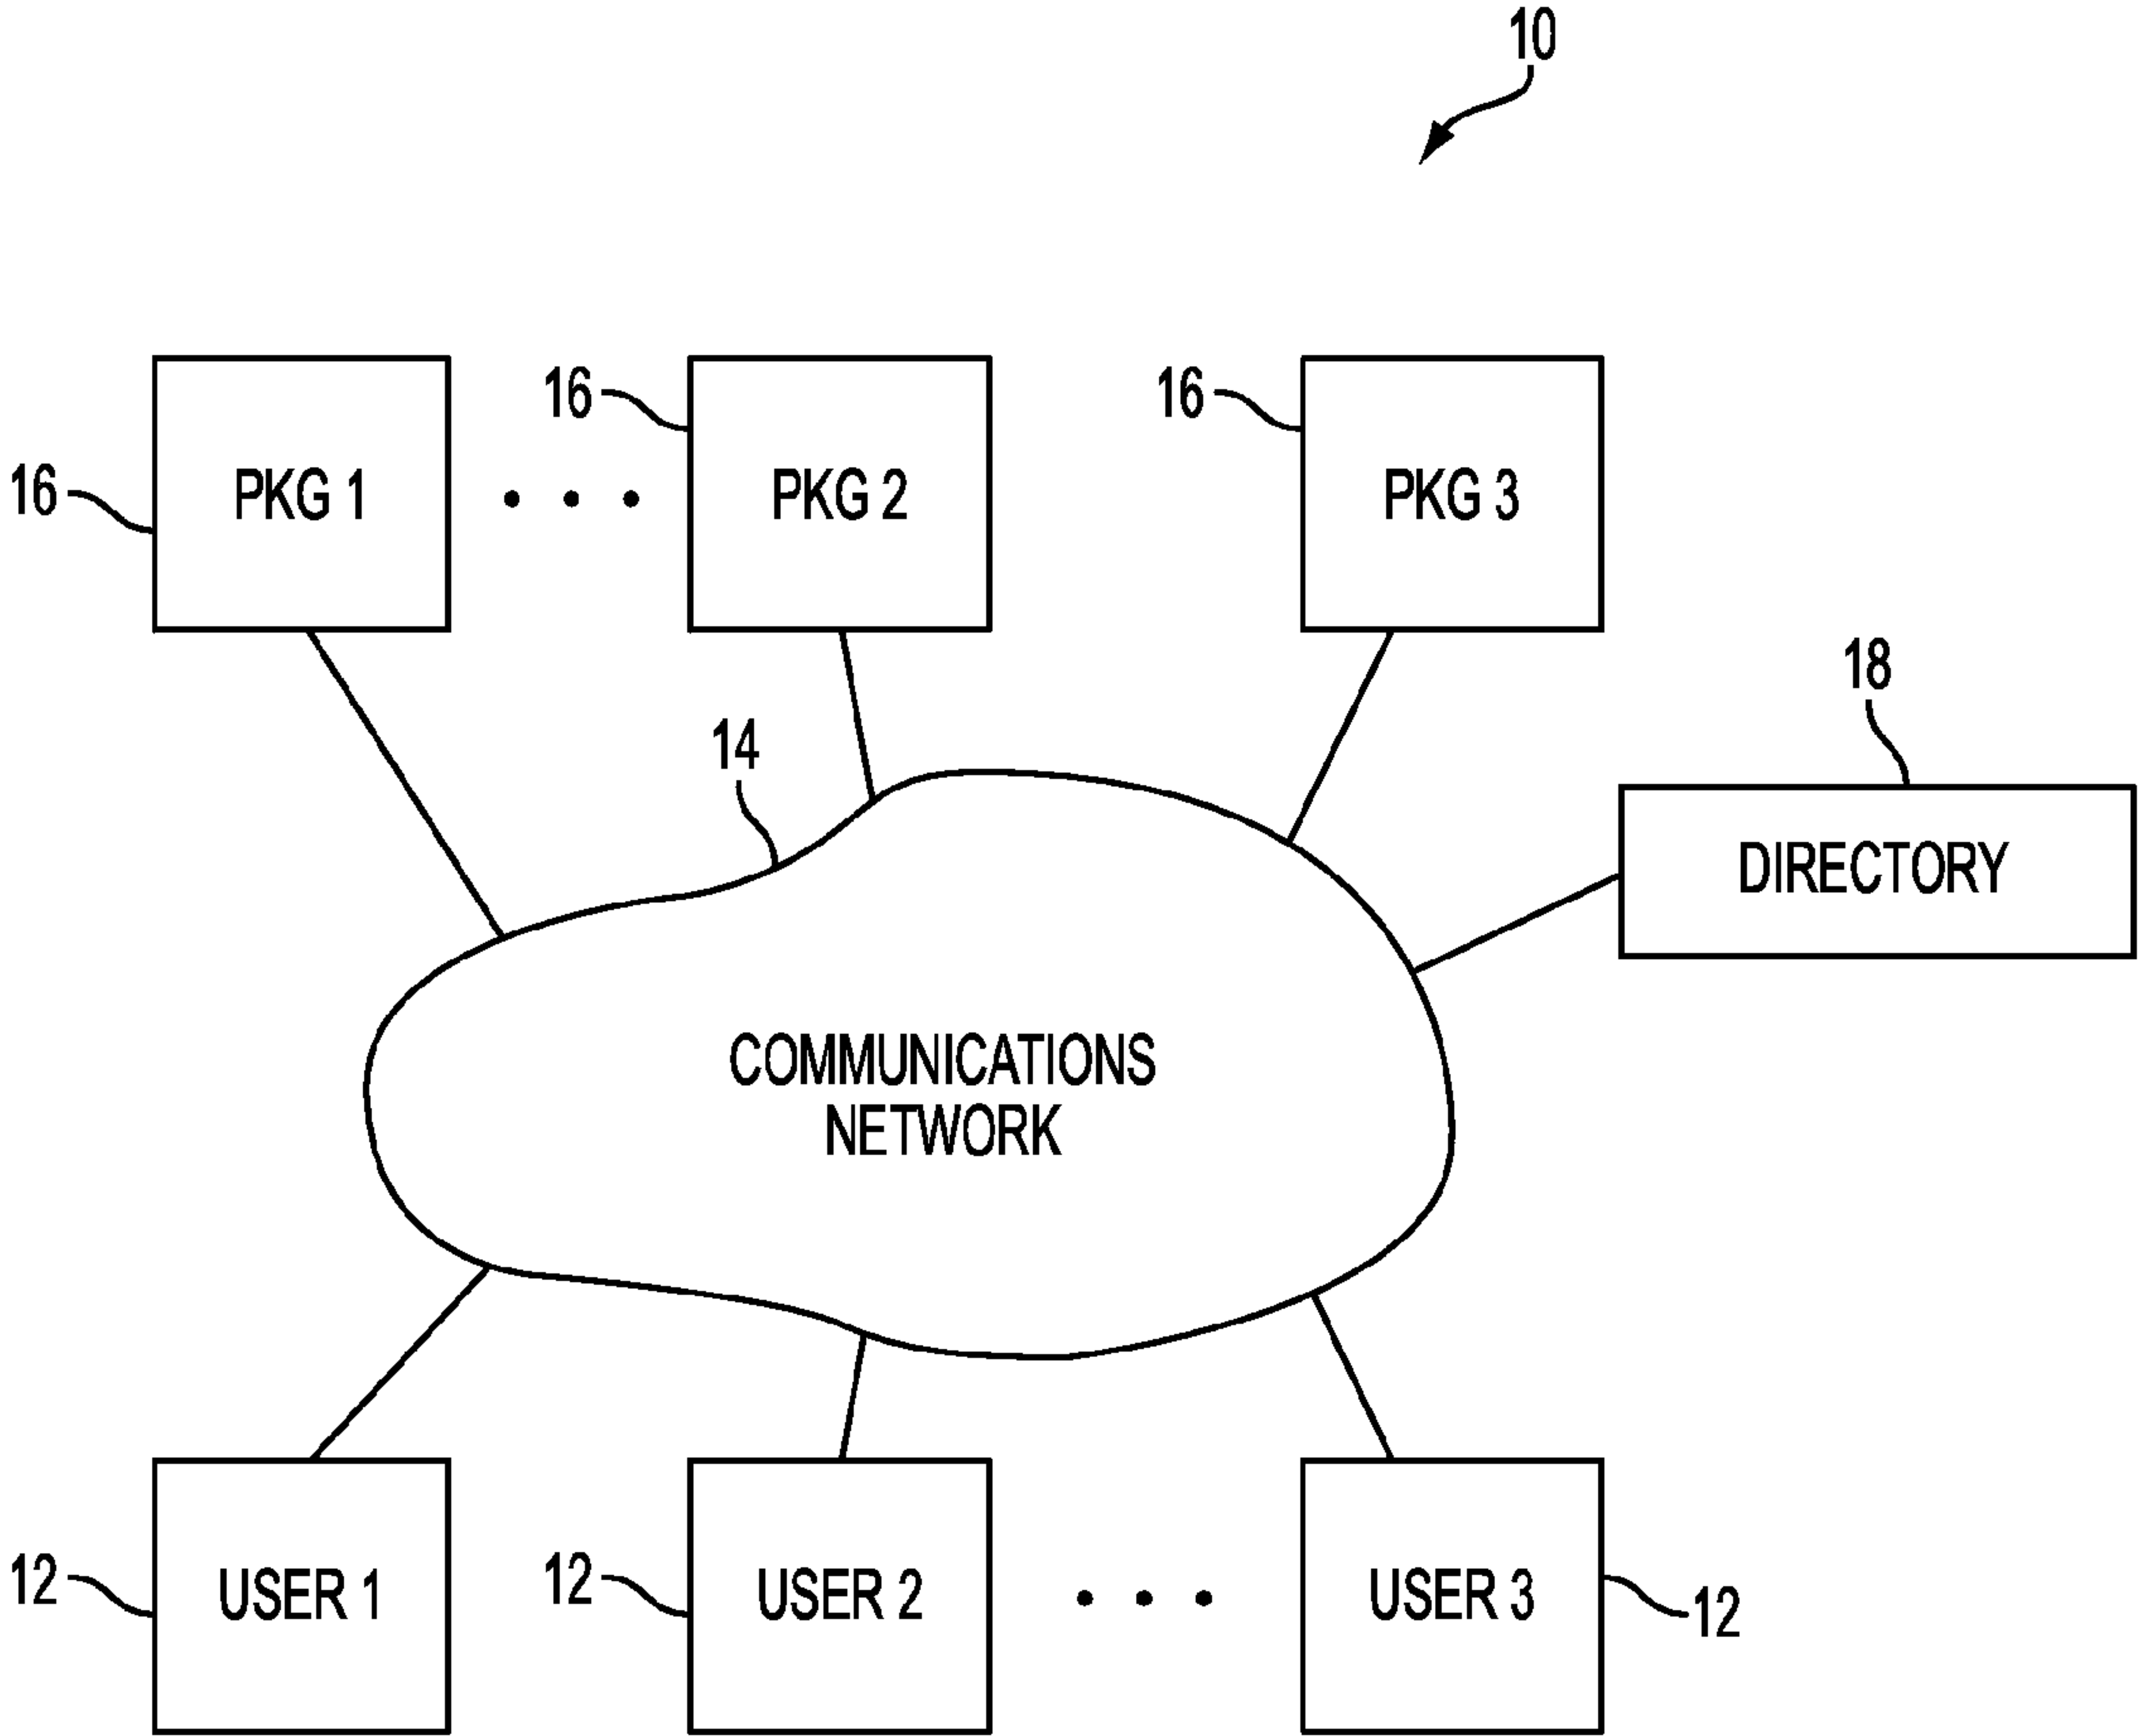 10
16
16
16
PKG 1
PKG 2
PKG 3
18
14
DIRECTORY
COMMUNICATIONS
NETWORK
12
USER 1
12
USER 2
USER 3
12